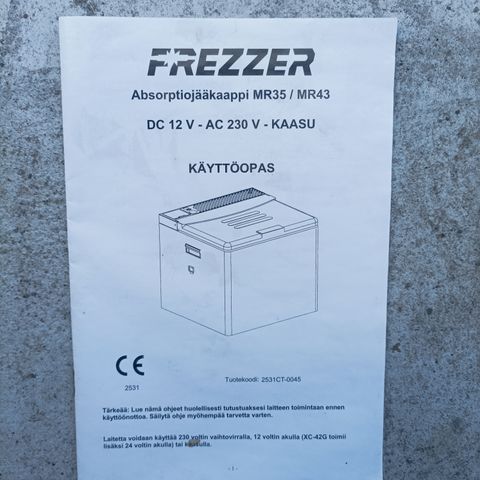 FREZZER
Absorptiojääkaappi MR35 / MR43
DC 12 V - AC 230 V - KAASU
KÄYTTÖOPAS
CE
2531
Tuotekoodi: 2531CT-0045
Tärkeää: Lue nämä ohjeet huolellisesti tutustuaksesi laitteen toimintaan ennen
käyttöönottoa. Säilytä ohje myöhempää tarvetta varten.
Laitetta voidaan käyttää 230 voltin vaihtovirralla, 12 voltin akulla (XC-42G toimii
lisäksi 24 voltin akulla) tai kaasulla.
- 1 -